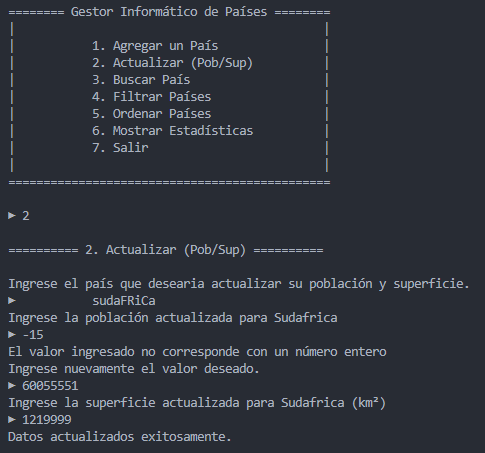 ======== Gestor Informático de Países ========
| |
| 1. Agregar un País |
| 2. Actualizar (Pob/Sup) |
| 3. Buscar País |
| 4. Filtrar Países |
| 5. Ordenar Países |
| 6. Mostrar Estadísticas |
| 7. Salir |
| |
==============================================
► 2
========== 2. Actualizar (Pob/Sup) ==========
Ingrese el país que desearia actualizar su población y superficie.
► sudaFRiCa
Ingrese la población actualizada para Sudafrica
► -15
El valor ingresado no corresponde con un número entero
Ingrese nuevamente el valor deseado.
► 60055551
Ingrese la superficie actualizada para Sudafrica (km²)
► 1219999
Datos actualizados exitosamente.